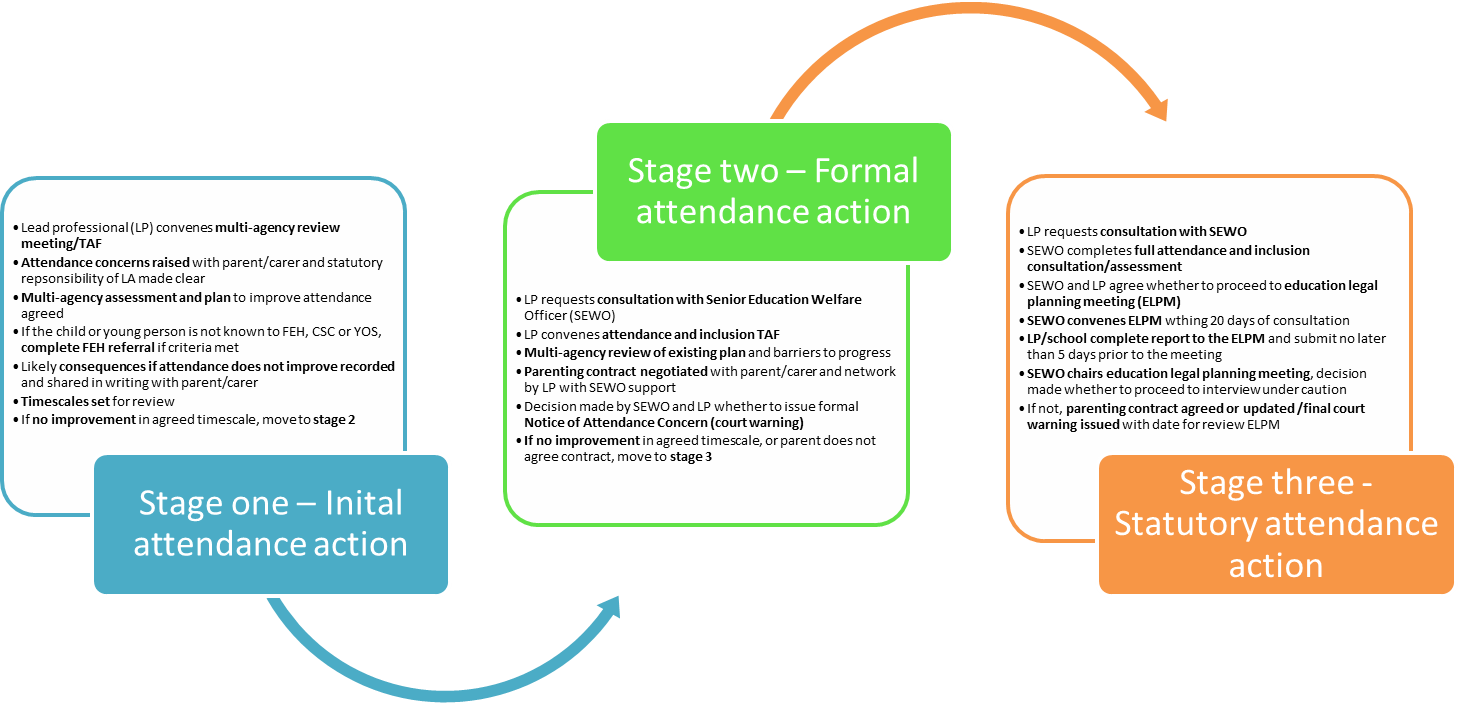 • Lead professional (LP) convenes multi-agency review
meeting/TAF
• Attendance concerns raised with parent/carer and statutory
repsonsibility of LA made clear
• Multi-agency assessment and plan to improve attendance
agreed
• If the child or young person is not known to FEH, CSC or YOS,
complete FEH referral if criteria met
• Likely consequences if attendance does not improve recorded
and shared in writing with parent/carer
• Timescales set for review
• If no improvement in agreed timescale, move to stage 2
Stage one – Inital
attendance action
Stage two – Formal
attendance action
• LP requests consultation with Senior Education Welfare
Officer (SEWO)
• LP convenes attendance and inclusion TAF
• Multi-agency review of existing plan and barriers to progress
• Parenting contract negotiated with parent/carer and network
by LP with SEWO support
• Decision made by SEWO and LP whether to issue formal
Notice of Attendance Concern (court warning)
• If no improvement in agreed timescale, or parent does not
agree contract, move to stage 3
• LP requests consultation with SEWO
• SEWO completes full attendance and inclusion
consultation/assessment
• SEWO and LP agree whether to proceed to education legal
planning meeting (ELPM)
• SEWO convenes ELPM wthing 20 days of consultation
• LP/school complete report to the ELPM and submit no later
than 5 days prior to the meeting
• SEWO chairs education legal planning meeting, decision
made whether to proceed to interview under caution
• If not, parenting contract agreed or updated /final court
warning issued with date for review ELPM
Stage three -
Statutory attendance
action